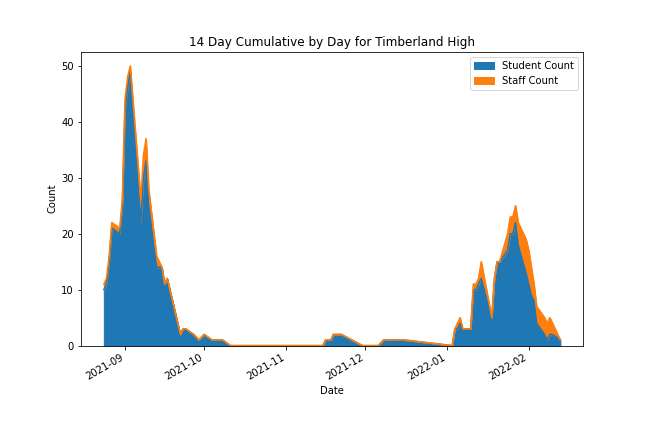 14 Day Cumulative by Day for Timberland High
Student Count
Staff Count
50
40
30
20
10
0
Count
2021-09
2021-10
2021-11
2021-12
2022-01
2022-02
Date